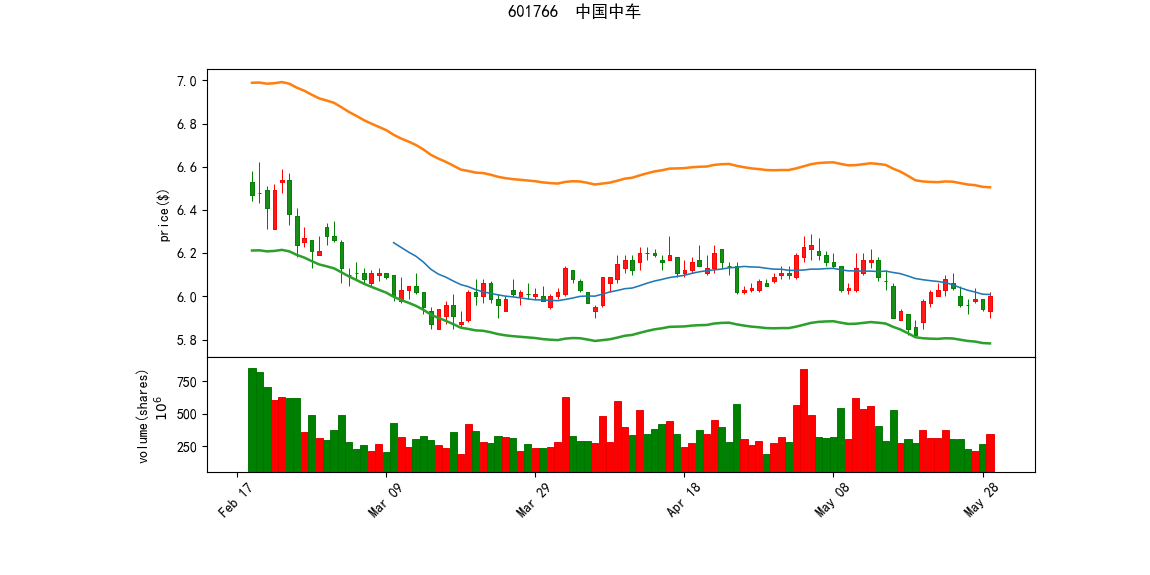 601766 中国中车
price($)
7.0
6.8
6.6
6.4
6.2
6.0
5.8
volume(shares)
10^6
750
500
250
Feb 17
Mar 09
Mar 29
Apr 18
May 08
May 28